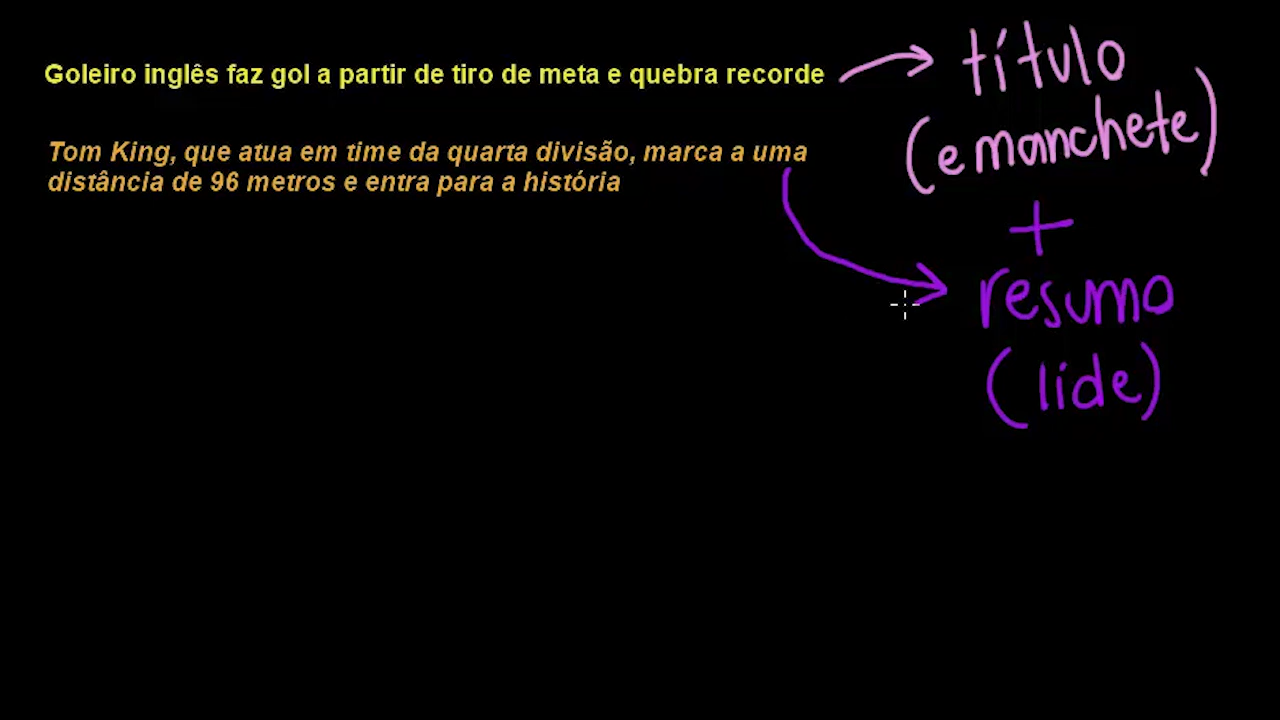 Goleiro inglês faz gol a partir de tiro de meta e quebra recorde
Tom King, que atua em time da quarta divisão, marca a uma
distância de 96 metros e entra para a história
título
(e manchete)
+
resumo
(lide)